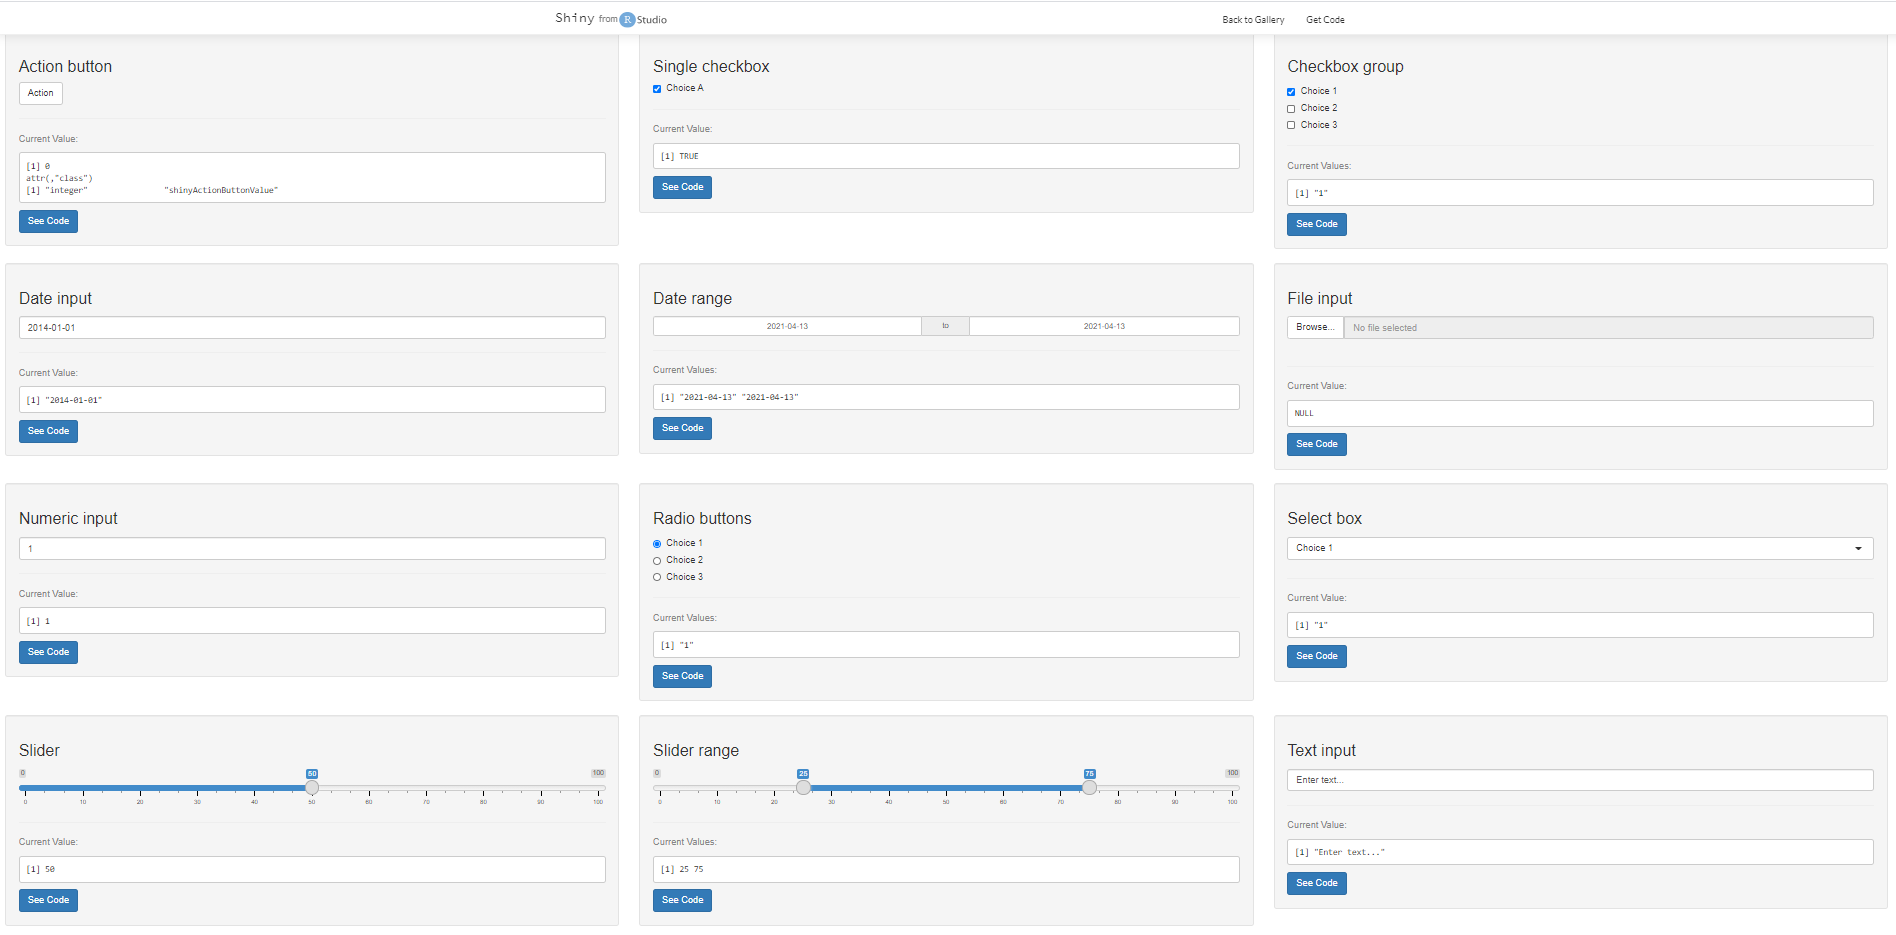 Shiny from R Studio
Back to Gallery Get Code
Action button
Action
Current Value:
[1] 0
attr(,"class")
[1] "integer" "shinyActionButtonValue"
See Code
Single checkbox
Choice A
Current Value:
[1] TRUE
See Code
Checkbox group
Choice 1
Choice 2
Choice 3
Current Values:
[1] "1"
See Code
Date input
2014-01-01
Current Value:
[1] "2014-01-01"
See Code
Date range
2021-04-13 to 2021-04-13
Current Values:
[1] "2021-04-13" "2021-04-13"
See Code
File input
Browse... No file selected
Current Value:
NULL
See Code
Numeric input
1
Current Value:
[1] 1
See Code
Radio buttons
Choice 1
Choice 2
Choice 3
Current Values:
[1] "1"
See Code
Select box
Choice 1
Current Value:
[1] "1"
See Code
Slider
0 50 100
0 10 20 30 40 50 60 70 80 90 100
Current Value:
[1] 50
See Code
Slider range
0 25 75 100
0 10 20 30 40 50 60 70 80 90 100
Current Values:
[1] 25 75
See Code
Text input
Enter text...
Current Value:
[1] "Enter text..."
See Code